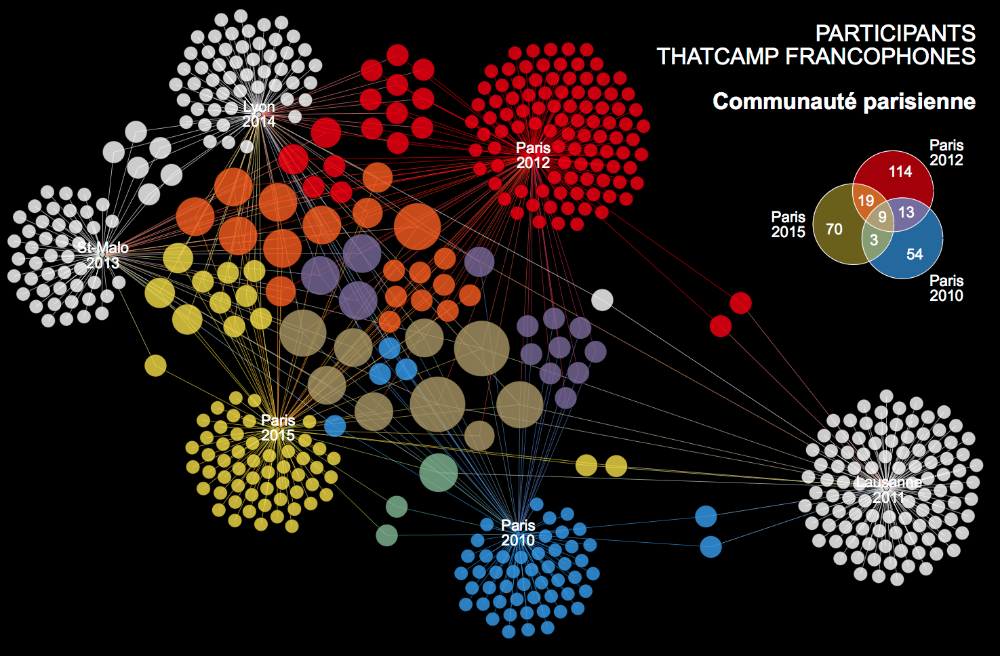 PARTICIPANTS
THATCAMP FRANCOPHONES
Communauté parisienne
Paris
2012
114
19
13
9
Paris
2015
70
3
54
Paris
2010
Lyon
2014
Paris
2012
St-Malo
2013
Paris
2015
Lausanne
2011
Paris
2010